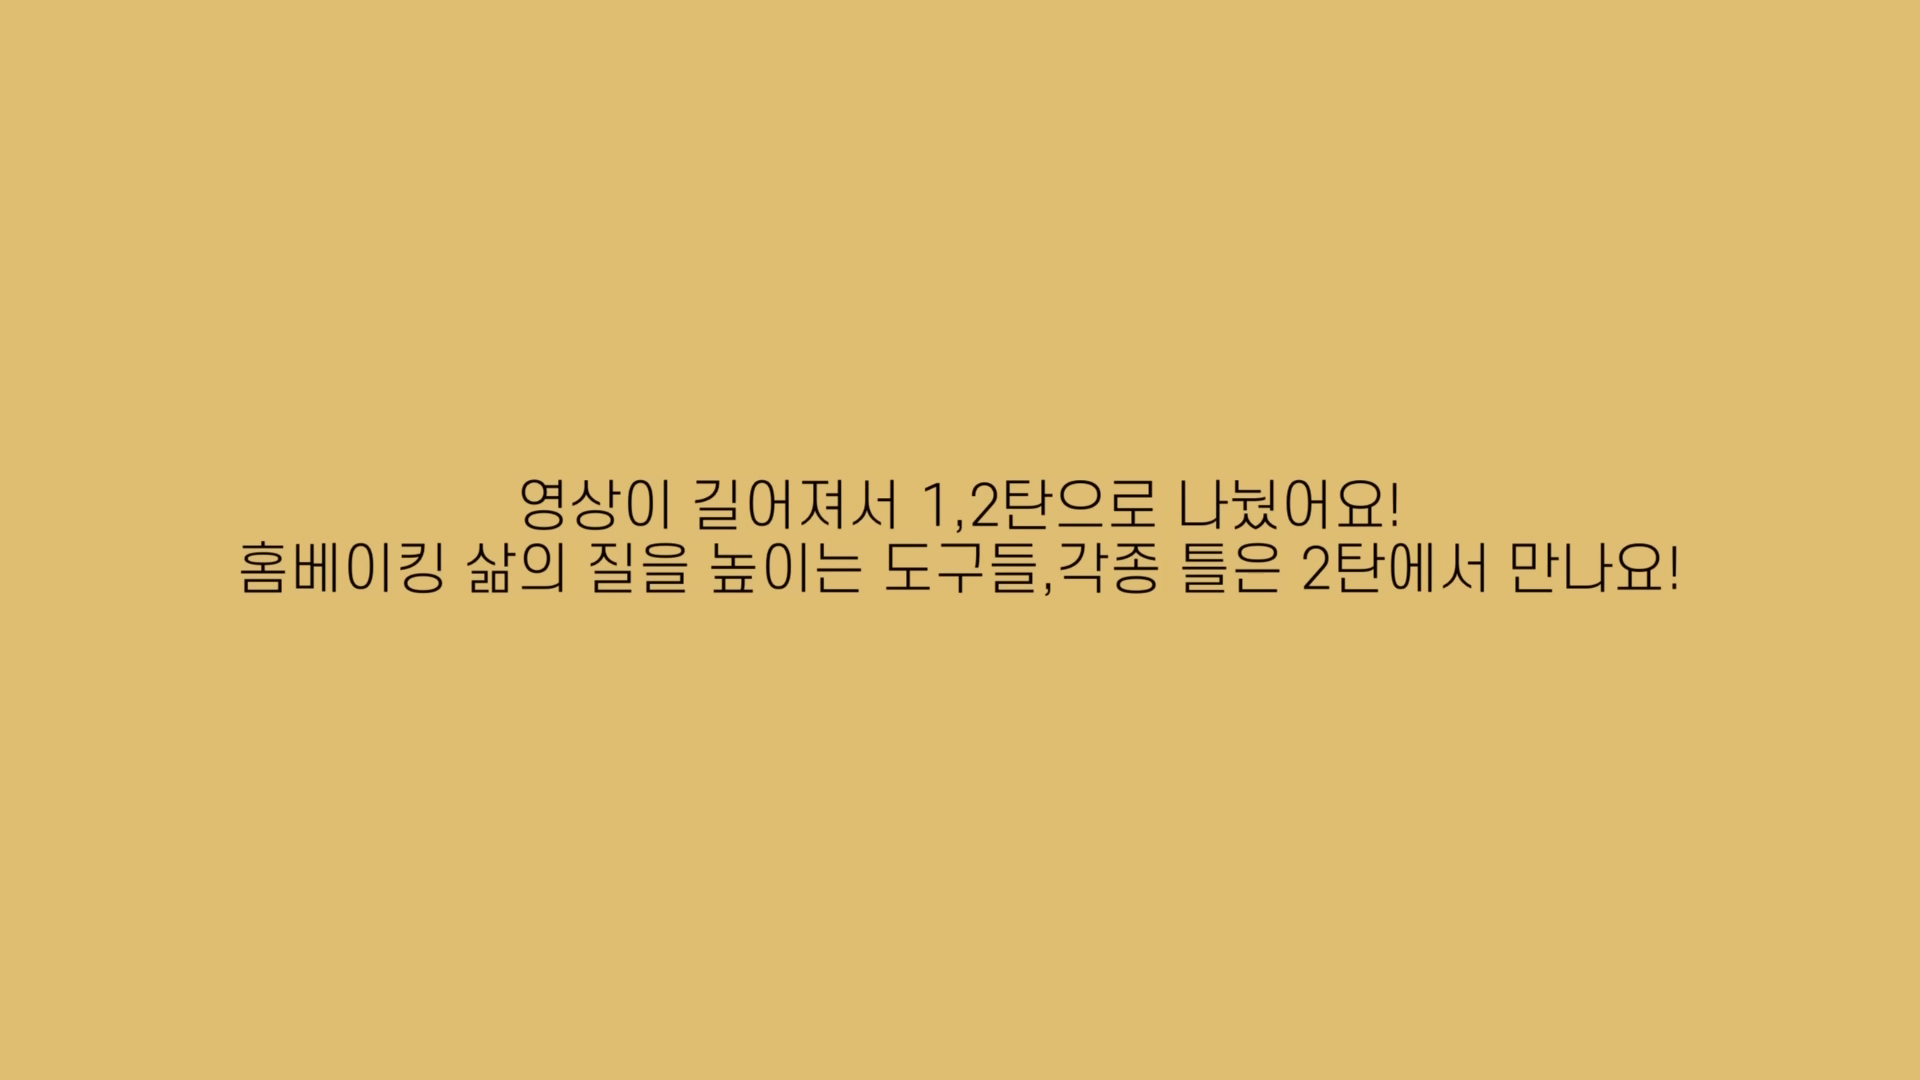 영상이 길어져서 1,2탄으로 나눴어요!
홈베이킹 삶의 질을 높이는 도구들,각종 틀은 2탄에서 만나요!